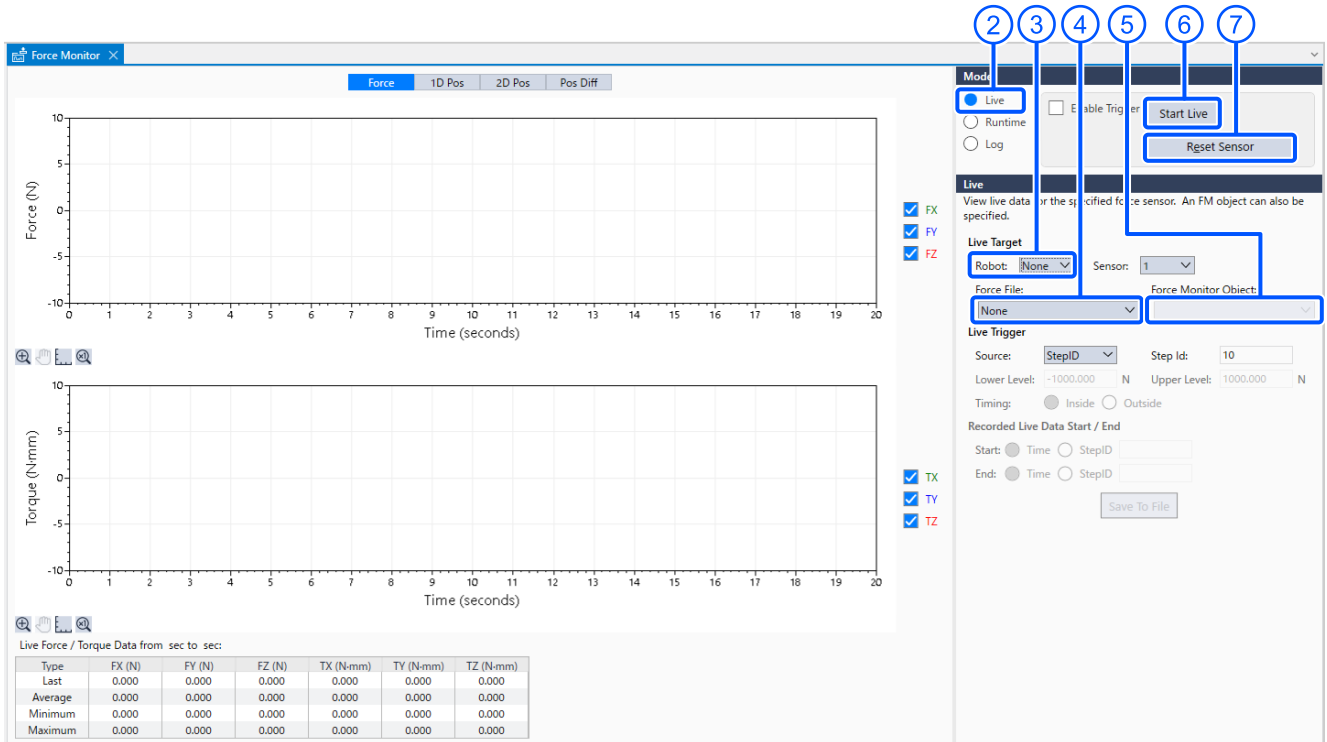 2 3 4 5 6 7
Force Monitor
Force 1D Pos 2D Pos Pos Diff
10
5
0
-5
-10
Force (N)
0 1 2 3 4 5 6 7 8 9 10 11 12 13 14 15 16 17 18 19 20
Time (seconds)
FX
FY
FZ
10
5
0
-5
-10
Torque (N·mm)
0 1 2 3 4 5 6 7 8 9 10 11 12 13 14 15 16 17 18 19 20
Time (seconds)
TX
TY
TZ
Live Force / Torque Data from sec to sec:
Type FX (N) FY (N) FZ (N) TX (N·mm) TY (N·mm) TZ (N·mm)
Last 0.000 0.000 0.000 0.000 0.000 0.000
Average 0.000 0.000 0.000 0.000 0.000 0.000
Minimum 0.000 0.000 0.000 0.000 0.000 0.000
Maximum 0.000 0.000 0.000 0.000 0.000 0.000
Mode
Live
Runtime
Log
Enable Trigger
Start Live
Reset Sensor
Live
View live data for the specified force sensor. An FM object can also be
specified.
Live Target
Robot: None Sensor: 1
Force File: Force Monitor Object:
None
Live Trigger
Source: StepID Step Id: 10
Lower Level: -1000.000 N Upper Level: 1000.000 N
Timing: Inside Outside
Recorded Live Data Start / End
Start: Time StepID
End: Time StepID
Save To File